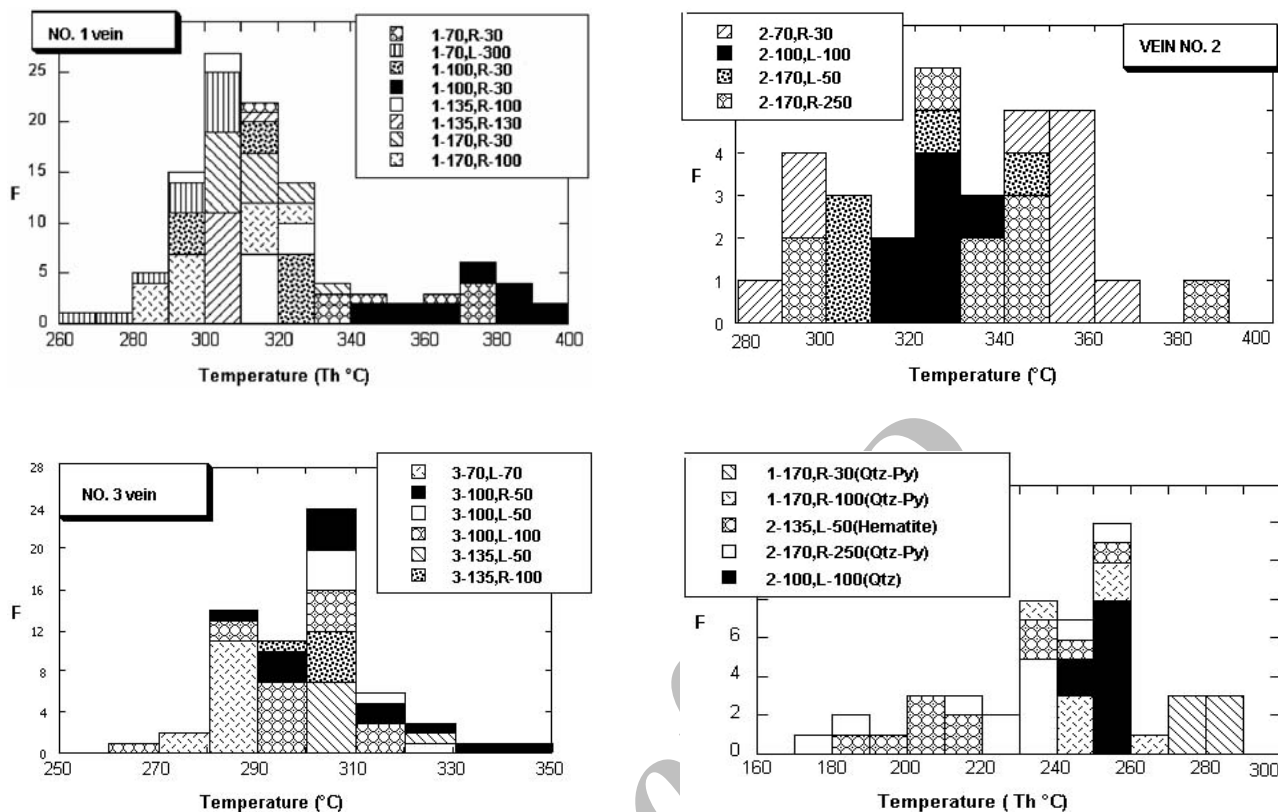 NO. 1 vein
1-70,R-30
1-70,L-300
1-100,R-30
1-100,R-30
1-135,R-100
1-135,R-130
1-170,R-30
1-170,R-100
25
20
15
10
5
0
F
260 280 300 320 340 360 380 400
Temperature (Th °C)
2-70,R-30
2-100,L-100
2-170,L-50
2-170,R-250
VEIN NO. 2
4
3
2
1
0
F
280 300 320 340 360 400
Temperature (°C)
NO. 3 vein
3-70,L-70
3-100,R-50
3-100,L-50
3-100,L-100
3-135,L-50
3-135,R-100
28
24
20
16
12
8
4
0
F
250 270 290 310 330 350
Temperature (°C)
1-170,R-30(Qtz-Py)
1-170,R-100(Qtz-Py)
2-135,L-50(Hematite)
2-170,R-250(Qtz-Py)
2-100,L-100(Qtz)
6
4
2
0
F
160 180 200 220 240 260 280 300
Temperature ( Th °C)